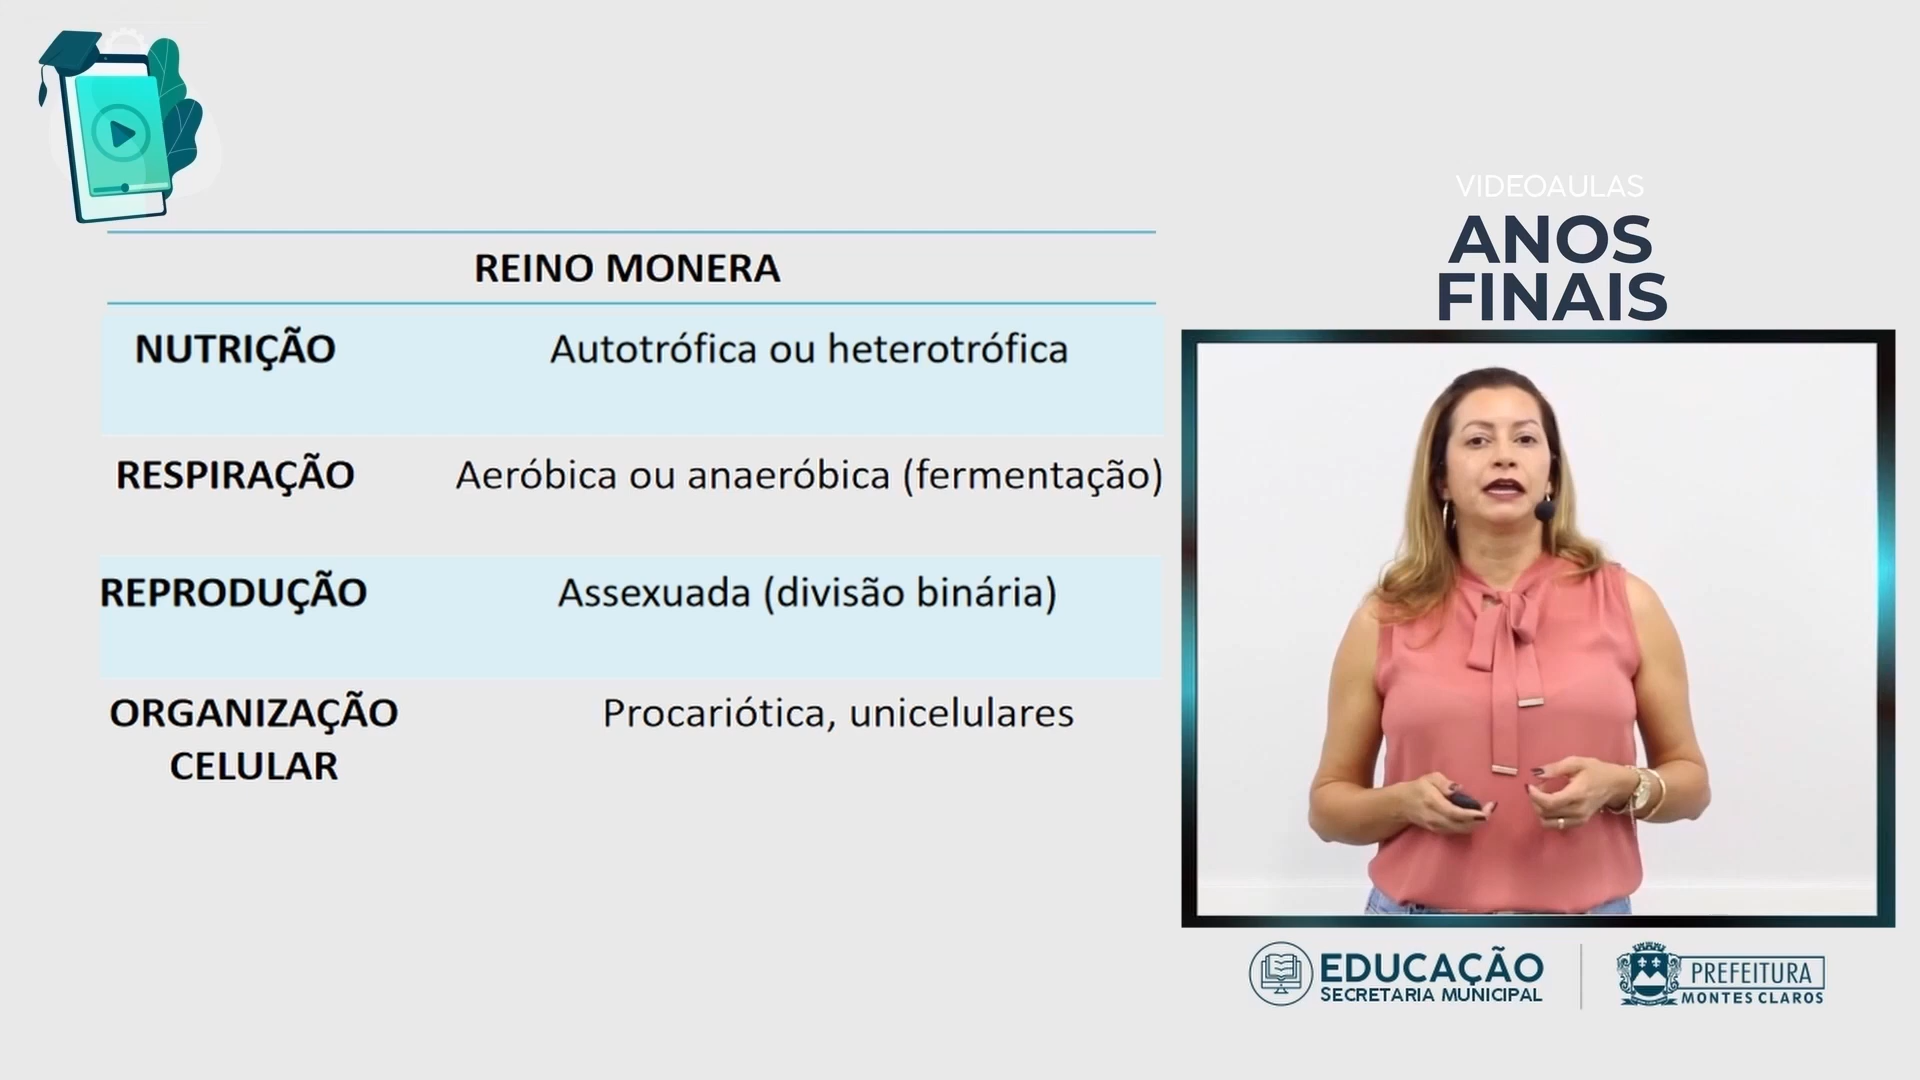 VIDEOAULAS
ANOS
FINAIS
REINO MONERA
NUTRIÇÃO Autotrófica ou heterotrófica
RESPIRAÇÃO Aeróbica ou anaeróbica (fermentação)
REPRODUÇÃO Assexuada (divisão binária)
ORGANIZAÇÃO Procariótica, unicelulares
CELULAR
EDUCAÇÃO
SECRETARIA MUNICIPAL
PREFEITURA
MONTES CLAROS